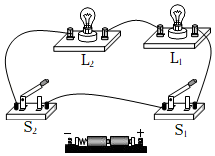 L₂ L₁
S₂ S₁
− +